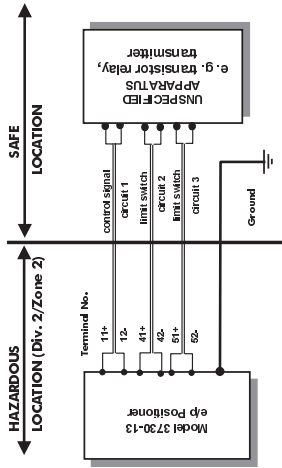 SAFE
LOCATION
UNSPECIFIED
APPARATUS
e. g. transistor relay,
transmitter
control signal
circuit 1
limit switch
circuit 2
limit switch
circuit 3
Ground
HAZARDOUS
LOCATION (Div. 2/Zone 2)
Terminal No.
11+
12-
41+
42-
51+
52-
Model 3730-13
e/p Positioner